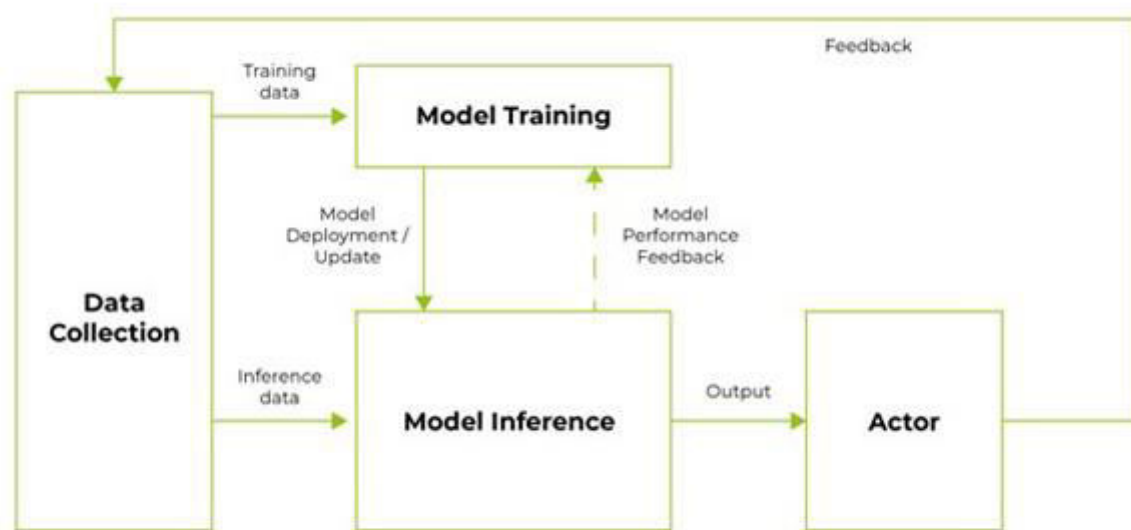 Feedback
Training
data
Model Training
Model
Deployment /
Update
Model
Performance
Feedback
Data
Collection
Inference
data
Model Inference
Output
Actor